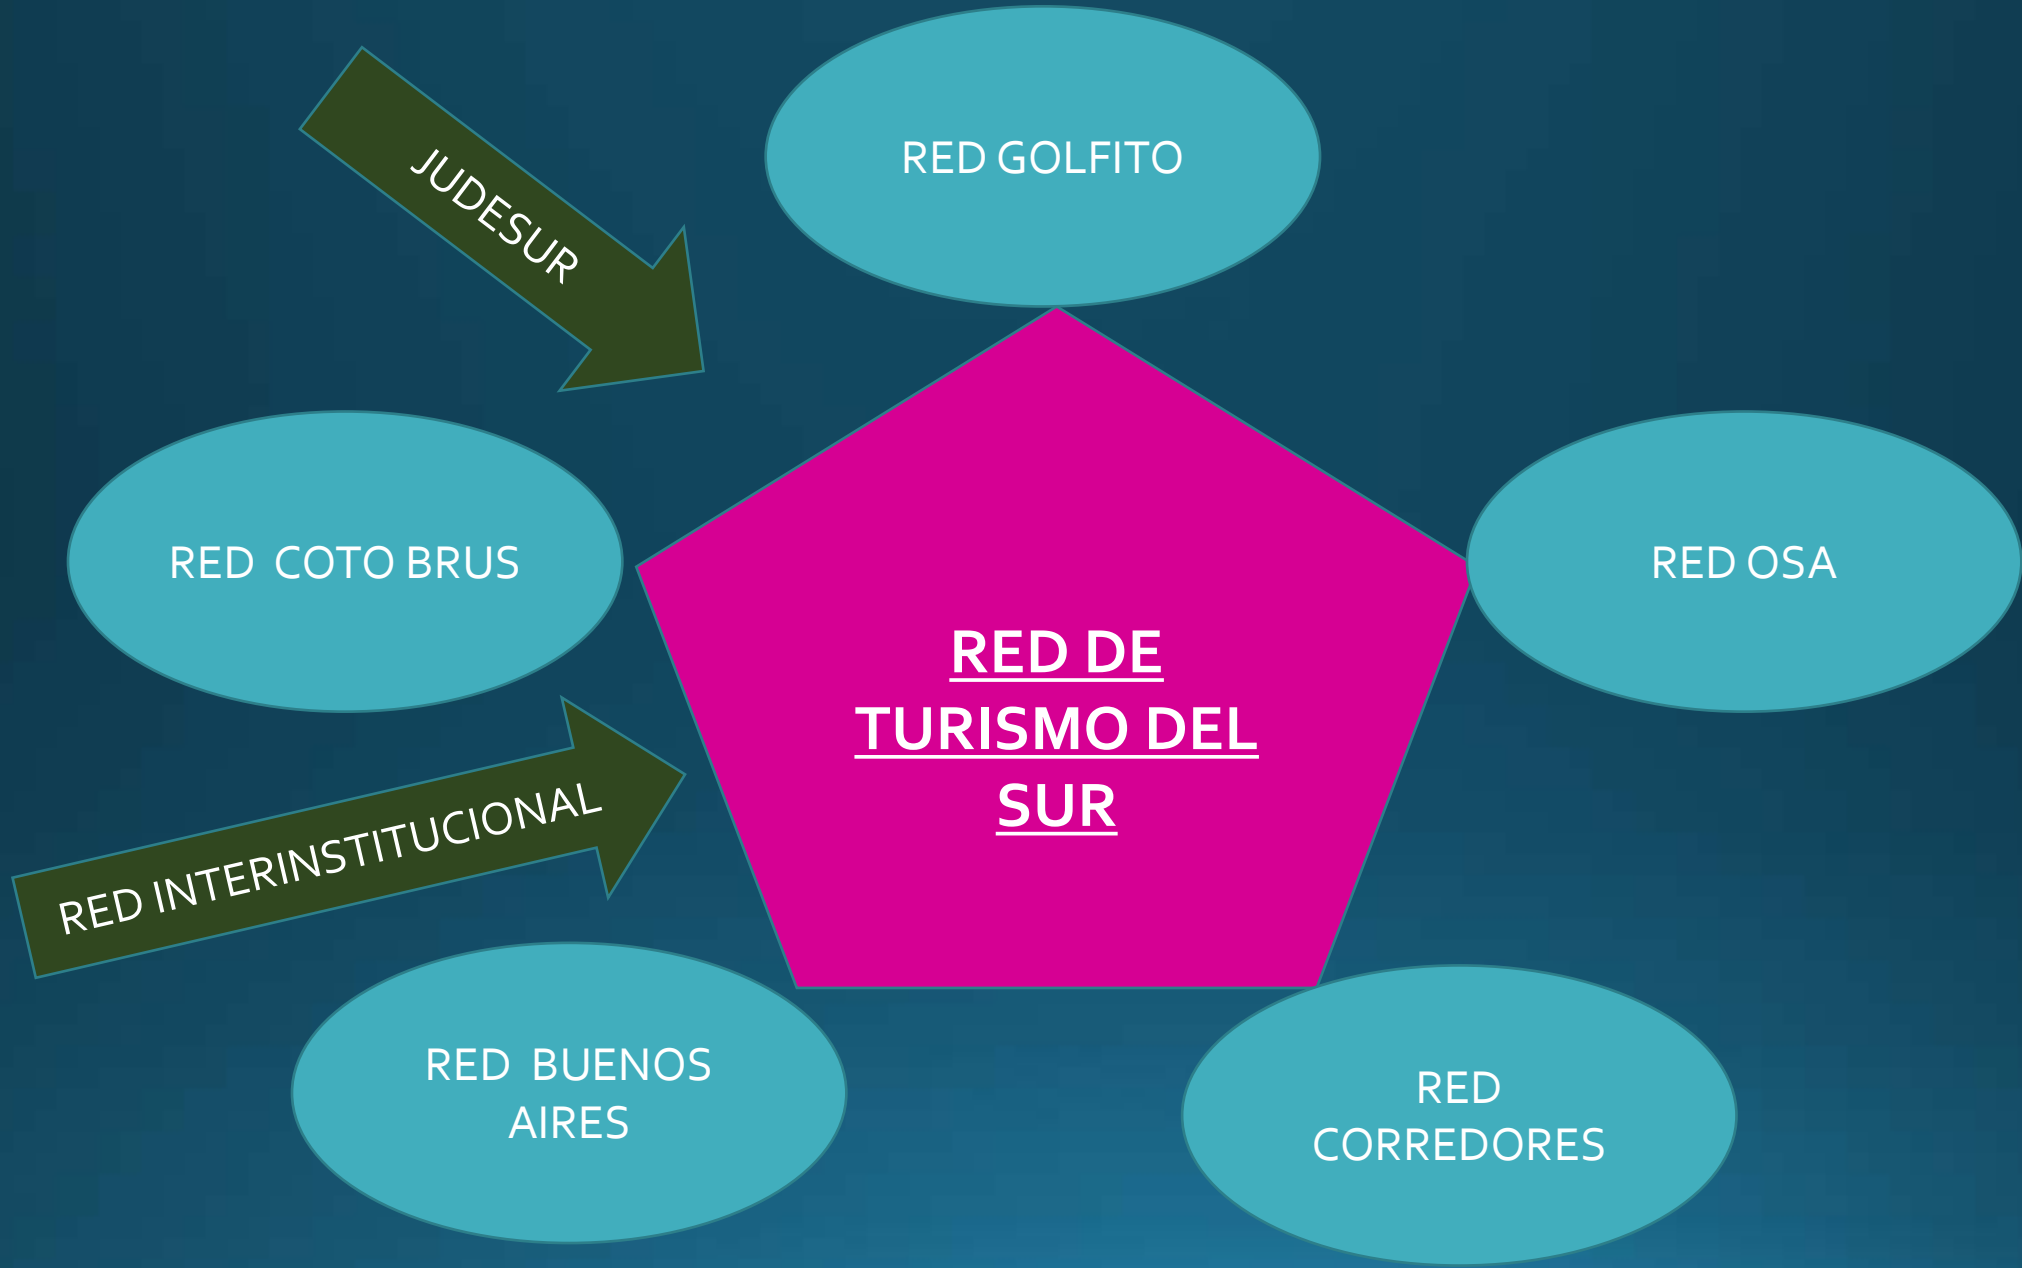 RED GOLFITO
JUDESUR
RED COTO BRUS
RED OSA
RED DE
TURISMO DEL
SUR
RED INTERINSTITUCIONAL
RED BUENOS
AIRES
RED
CORREDORES